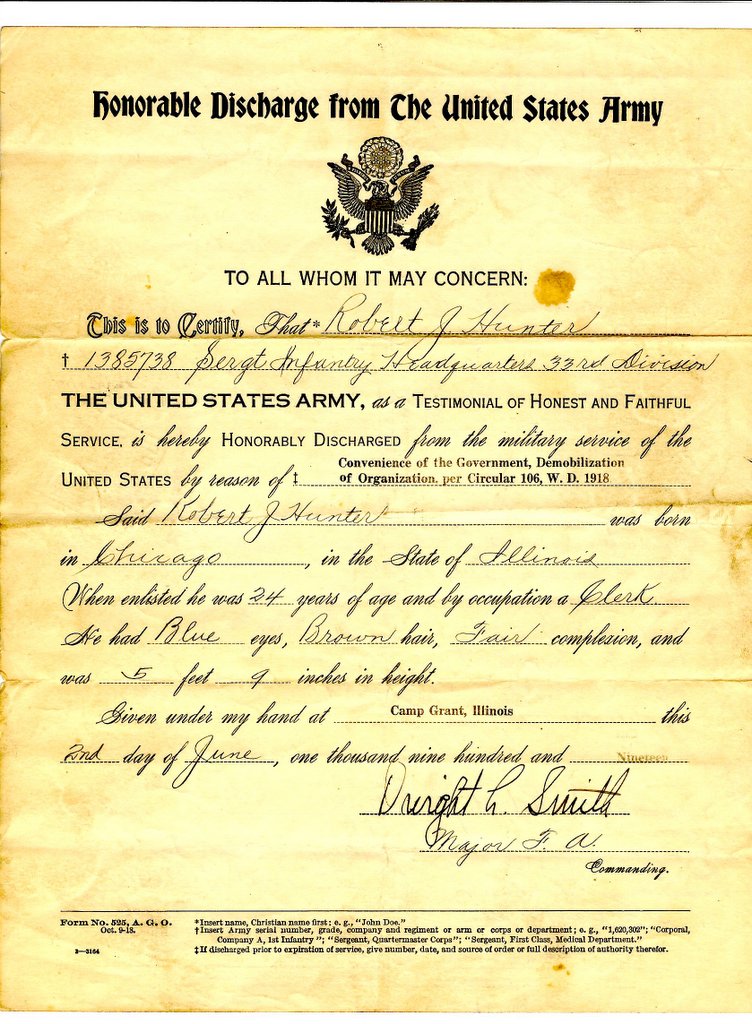 Honorable Discharge from The United States Army
TO ALL WHOM IT MAY CONCERN:
This is to Certify, That* Robert J Hunter
† 1385738 Sergt Infantry Headquarters 33rd Division
THE UNITED STATES ARMY, as a TESTIMONIAL OF HONEST AND FAITHFUL
SERVICE, is hereby HONORABLY DISCHARGED from the military service of the
UNITED STATES by reason of ‡ Convenience of the Government, Demobilization
of Organization, per Circular 106, W. D. 1918
Said Robert J Hunter was born
in Chicago, in the State of Illinois
When enlisted he was 24 years of age and by occupation a Clerk
He had Blue eyes, Brown hair, Fair complexion, and
was 5 feet 9 inches in height.
Given under my hand at Camp Grant, Illinois this
2nd day of June, one thousand nine hundred and Nineteen
Dwight L. Smith
Major F. A.
Commanding.
Form No. 525, A. G. O.
Oct. 9-18.
3—3164
*Insert name, Christian name first; e. g., "John Doe."
†Insert Army serial number, grade, company and regiment or arm or corps or department; e. g., "1,620,302"; "Corporal,
Company A, 1st Infantry"; "Sergeant, Quartermaster Corps"; "Sergeant, First Class, Medical Department."
‡If discharged prior to expiration of service, give number, date, and source of order or full description of authority therefor.